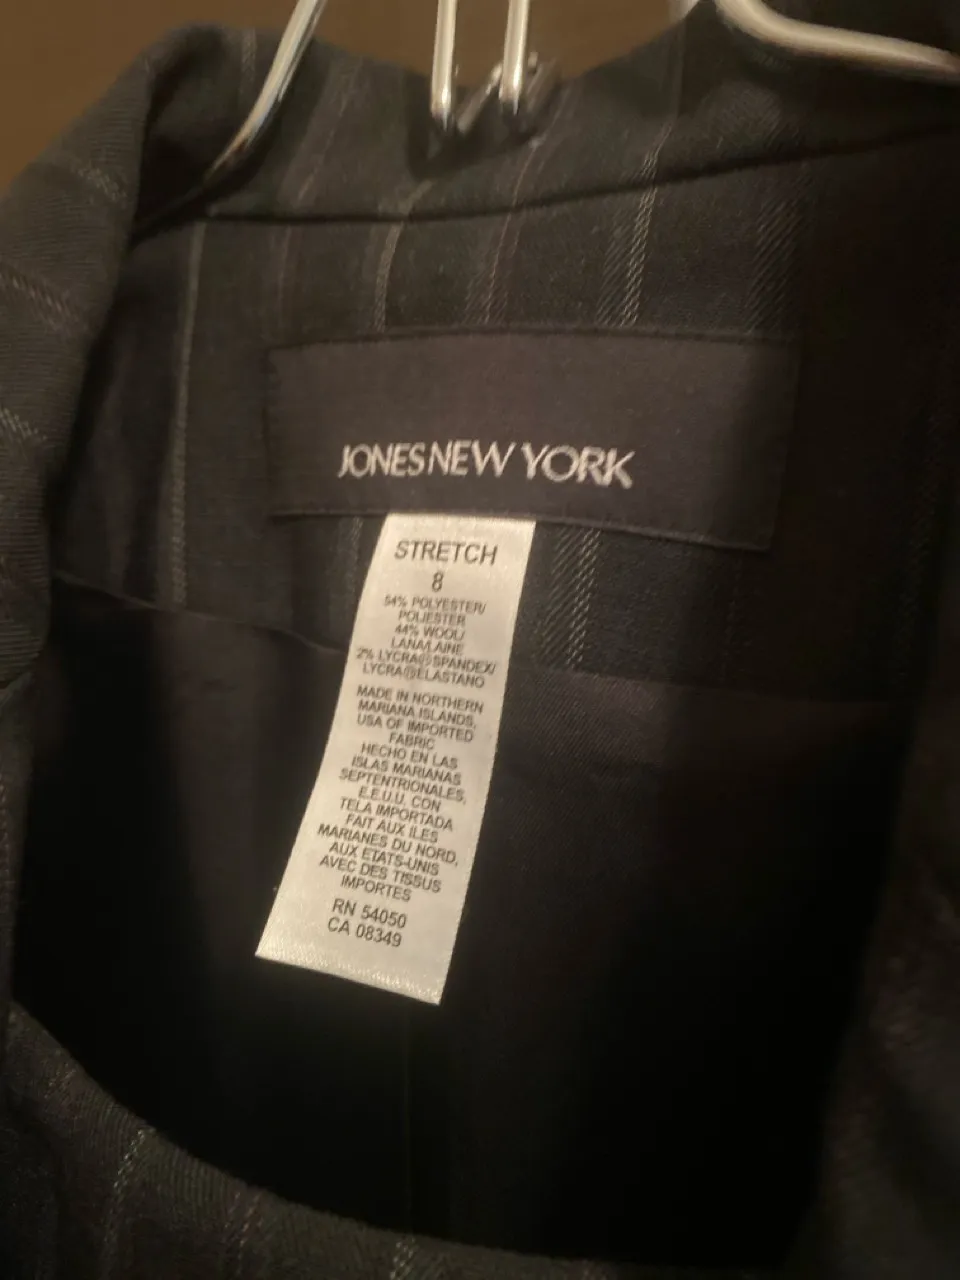 JONES NEW YORK
STRETCH
8
54% POLYESTER/
POLIESTER
44% WOOL/
LANA/LAINE
2% LYCRA®SPANDEX/
LYCRA®ELASTANO
MADE IN NORTHERN
MARIANA ISLANDS,
USA OF IMPORTED
FABRIC
HECHO EN LAS
ISLAS MARIANAS
SEPTENTRIONALES,
E.E.U.U. CON
TELA IMPORTADA
FAIT AUX ILES
MARIANES DU NORD,
AUX ETATS-UNIS
AVEC DES TISSUS
IMPORTES
RN 54050
CA 08349